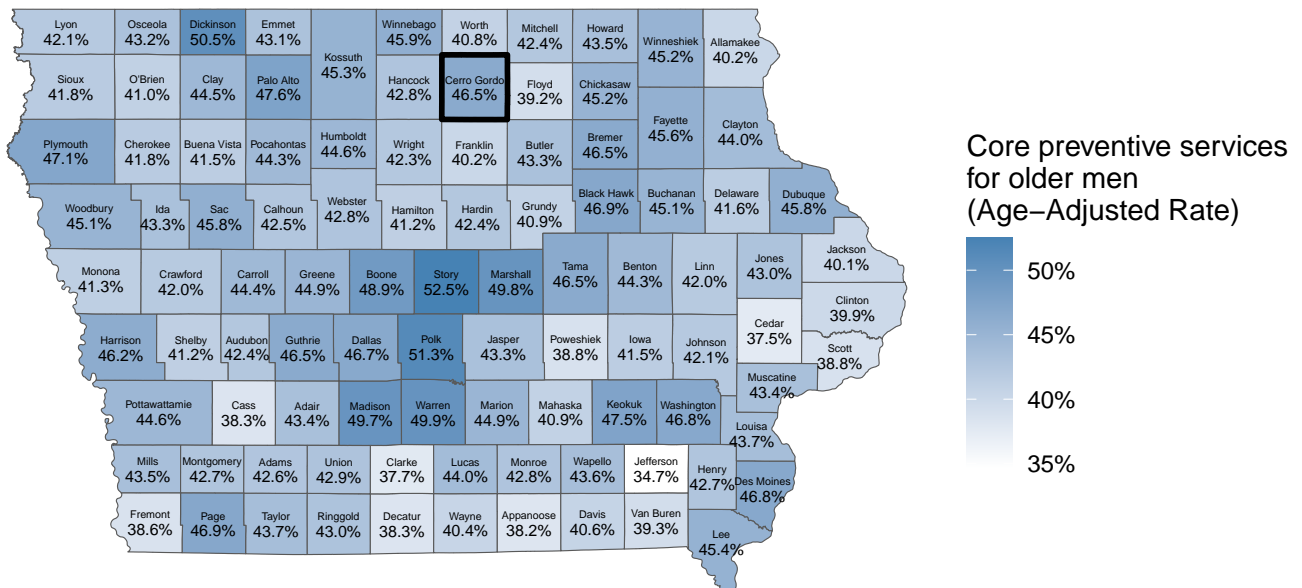 Lyon
42.1%
Osceola
43.2%
Dickinson
50.5%
Emmet
43.1%
Kossuth
45.3%
Winnebago
45.9%
Worth
40.8%
Mitchell
42.4%
Howard
43.5%
Winneshiek
45.2%
Allamakee
40.2%
Sioux
41.8%
O'Brien
41.0%
Clay
44.5%
Palo Alto
47.6%
Hancock
42.8%
Cerro Gordo
46.5%
Floyd
39.2%
Chickasaw
45.2%
Fayette
45.6%
Clayton
44.0%
Plymouth
47.1%
Cherokee
41.8%
Buena Vista
41.5%
Pocahontas
44.3%
Humboldt
44.6%
Wright
42.3%
Franklin
40.2%
Butler
43.3%
Bremer
46.5%
Woodbury
45.1%
Ida
43.3%
Sac
45.8%
Calhoun
42.5%
Webster
42.8%
Hamilton
41.2%
Hardin
42.4%
Grundy
40.9%
Black Hawk
46.9%
Buchanan
45.1%
Delaware
41.6%
Dubuque
45.8%
Monona
41.3%
Crawford
42.0%
Carroll
44.4%
Greene
44.9%
Boone
48.9%
Story
52.5%
Marshall
49.8%
Tama
46.5%
Benton
44.3%
Linn
42.0%
Jones
43.0%
Jackson
40.1%
Clinton
39.9%
Harrison
46.2%
Shelby
41.2%
Audubon
42.4%
Guthrie
46.5%
Dallas
46.7%
Polk
51.3%
Jasper
43.3%
Poweshiek
38.8%
Iowa
41.5%
Johnson
42.1%
Cedar
37.5%
Scott
38.8%
Muscatine
43.4%
Pottawattamie
44.6%
Cass
38.3%
Adair
43.4%
Madison
49.7%
Warren
49.9%
Marion
44.9%
Mahaska
40.9%
Keokuk
47.5%
Washington
46.8%
Louisa
43.7%
Mills
43.5%
Montgomery
42.7%
Adams
42.6%
Union
42.9%
Clarke
37.7%
Lucas
44.0%
Monroe
42.8%
Wapello
43.6%
Jefferson
34.7%
Henry
42.7%
Des Moines
46.8%
Fremont
38.6%
Page
46.9%
Taylor
43.7%
Ringgold
43.0%
Decatur
38.3%
Wayne
40.4%
Appanoose
38.2%
Davis
40.6%
Van Buren
39.3%
Lee
45.4%
Core preventive services
for older men
(Age−Adjusted Rate)
50%
45%
40%
35%